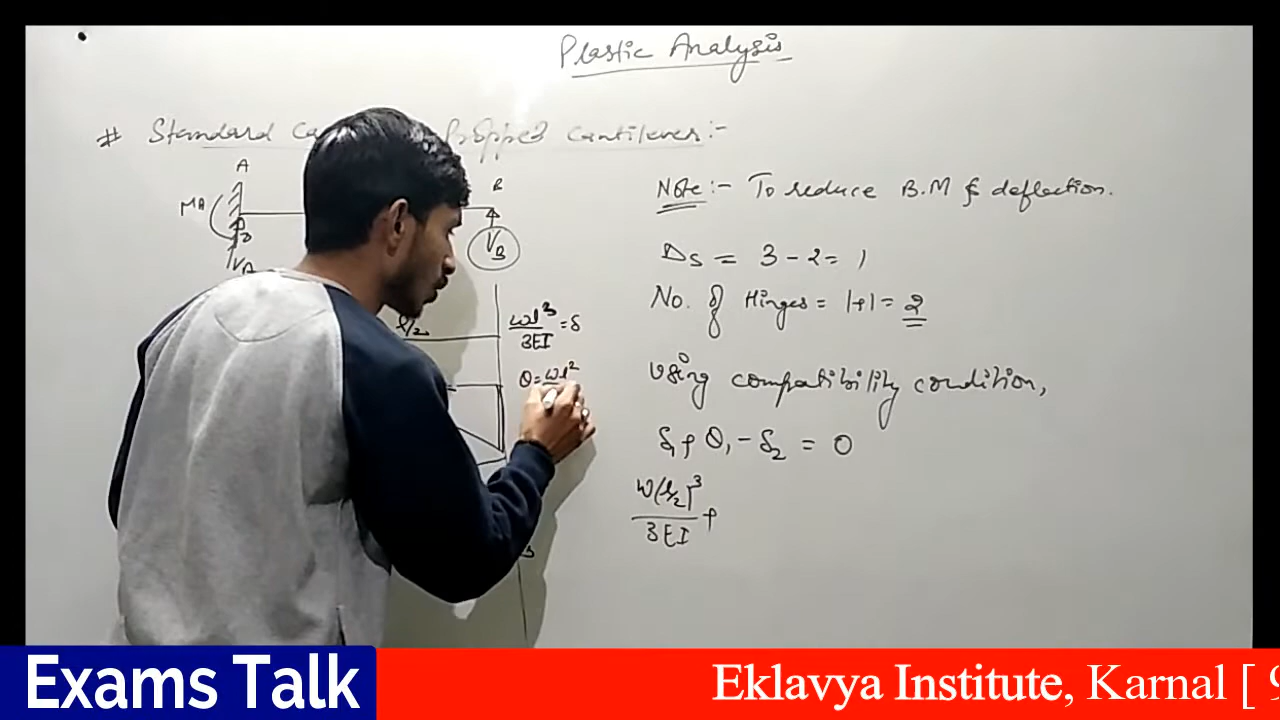 Plastic Analysis
# Standard Propped Cantilever:-
A
B
MA
VA
VB
Note:- To reduce B.M & deflection.
Ds = 3-2= 1
No. of Hinges = 1+1= 2
l/2
wl³/3EI =δ
θ= wl²
Using compatibility condition,
δ₁+ θ₁ - δ₂ = 0
W(l/2)³/3EI +
Exams Talk
Eklavya Institute, Karnal [